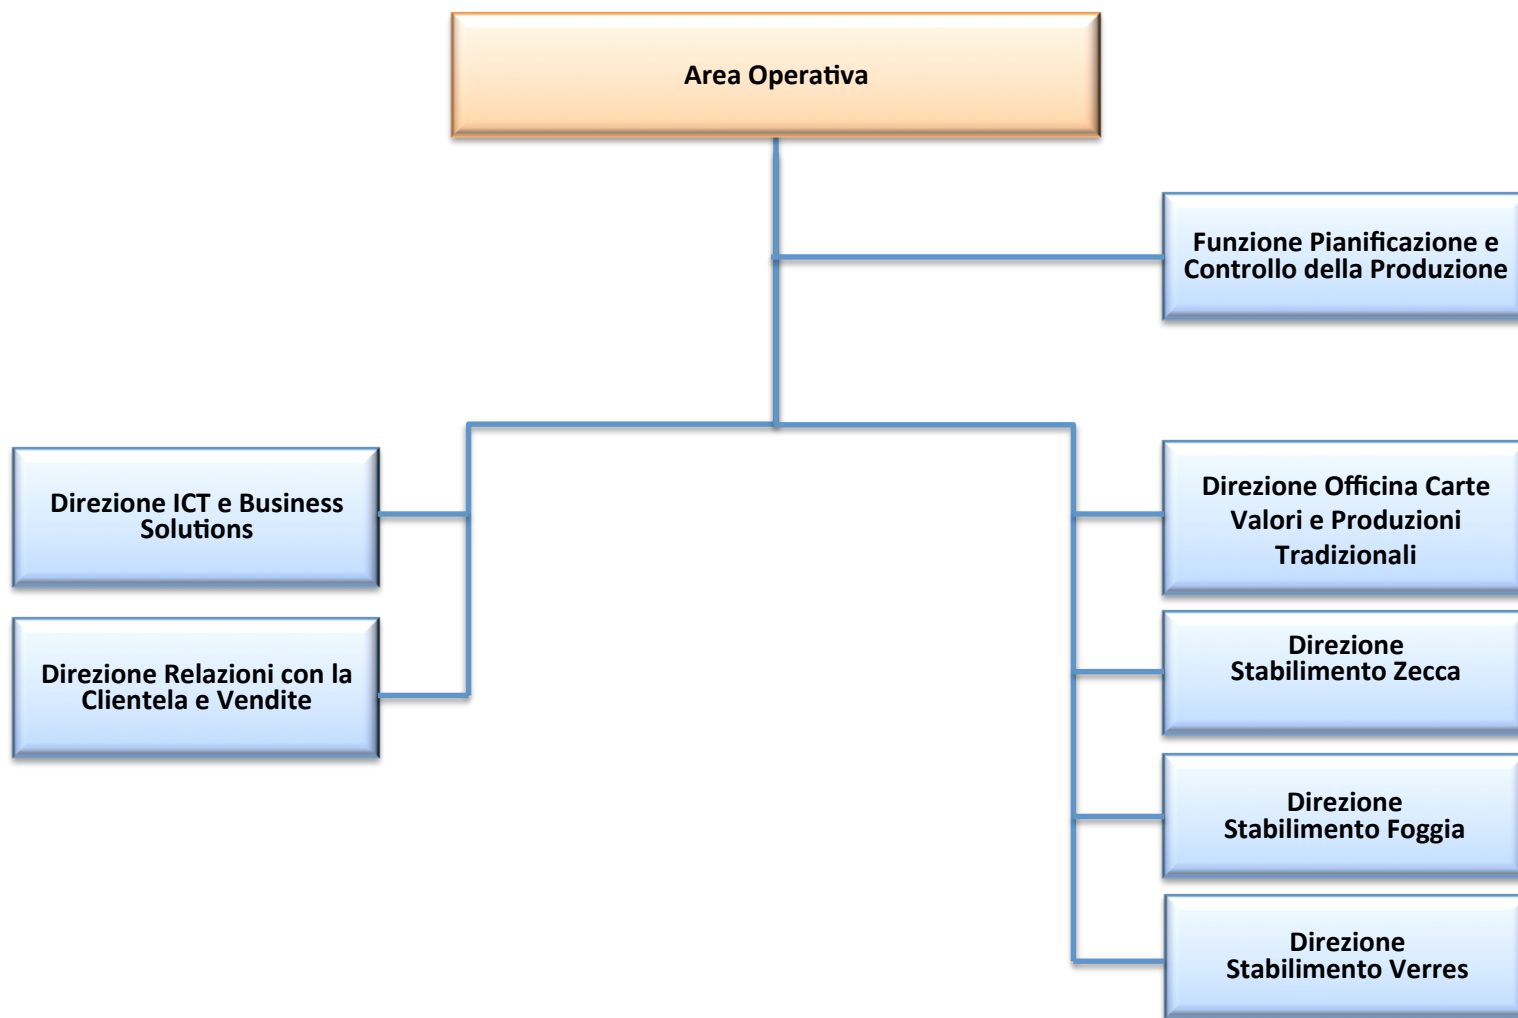 Area Operativa
Funzione Pianificazione e
Controllo della Produzione
Direzione ICT e Business
Solutions
Direzione Relazioni con la
Clientela e Vendite
Direzione Officina Carte
Valori e Produzioni
Tradizionali
Direzione
Stabilimento Zecca
Direzione
Stabilimento Foggia
Direzione
Stabilimento Verres